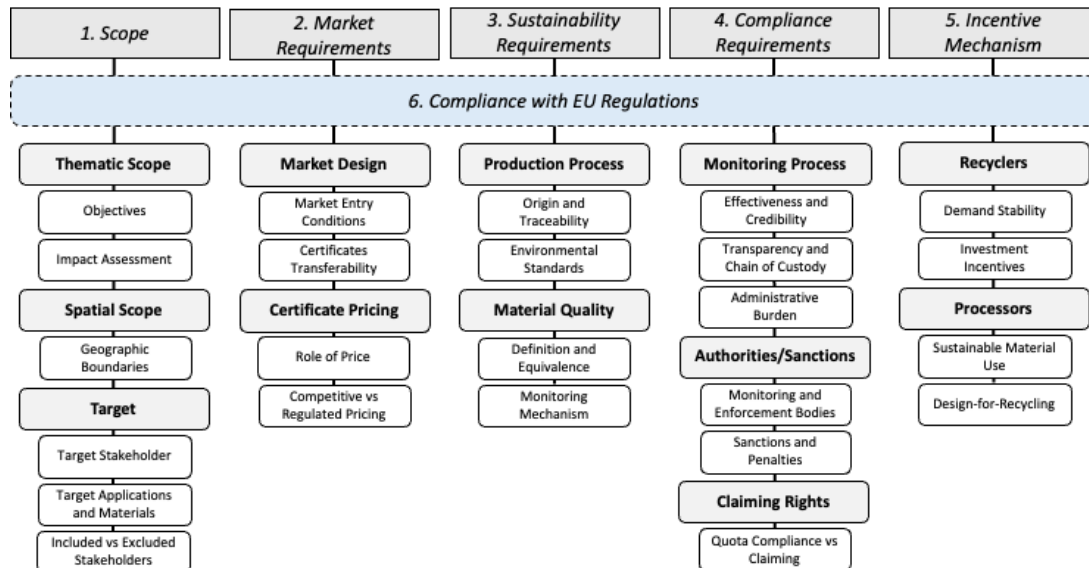 1. Scope
2. Market
Requirements
3. Sustainability
Requirements
4. Compliance
Requirements
5. Incentive
Mechanism
6. Compliance with EU Regulations
Thematic Scope
Objectives
Impact Assessment
Spatial Scope
Geographic
Boundaries
Target
Target Stakeholder
Target Applications
and Materials
Included vs Excluded
Stakeholders
Market Design
Market Entry
Conditions
Certificates
Transferability
Certificate Pricing
Role of Price
Competitive vs
Regulated Pricing
Production Process
Origin and
Traceability
Environmental
Standards
Material Quality
Definition and
Equivalence
Monitoring
Mechanism
Monitoring Process
Effectiveness and
Credibility
Transparency and
Chain of Custody
Administrative
Burden
Authorities/Sanctions
Monitoring and
Enforcement Bodies
Sanctions and
Penalties
Claiming Rights
Quota Compliance vs
Claiming
Recyclers
Demand Stability
Investment
Incentives
Processors
Sustainable Material
Use
Design-for-Recycling